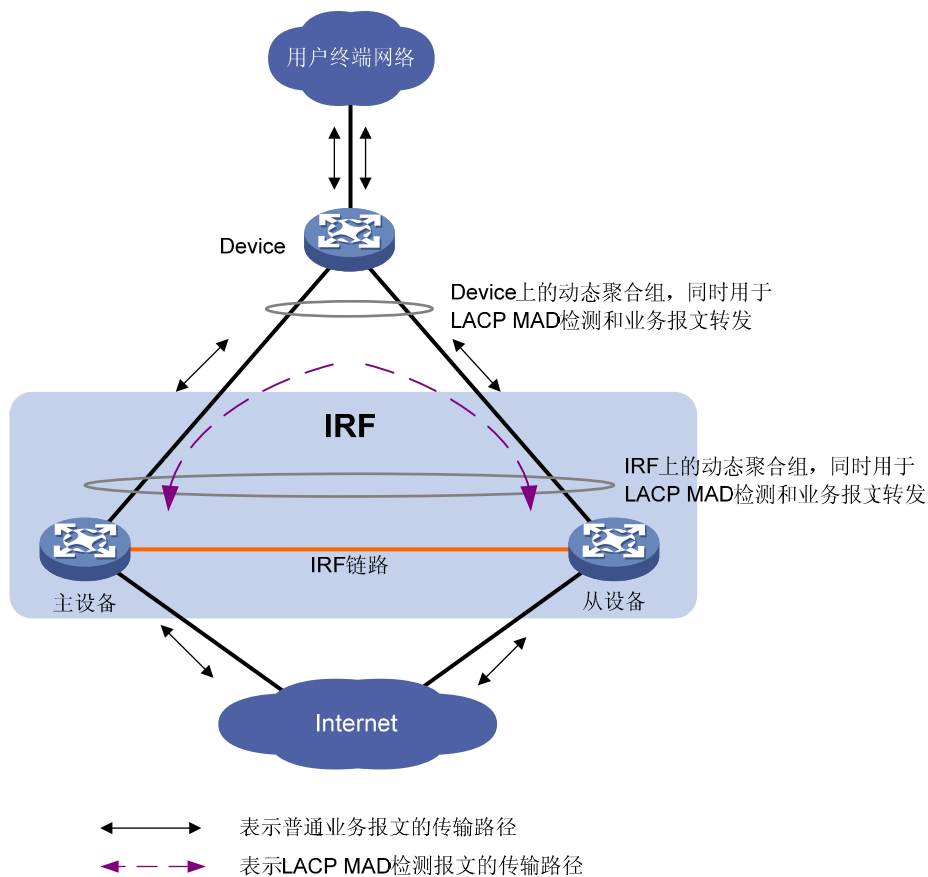 用户终端网络
Device
Device上的动态聚合组，同时用于
LACP MAD检测和业务报文转发
IRF
IRF上的动态聚合组，同时用于
LACP MAD检测和业务报文转发
IRF链路
主设备
从设备
Internet
表示普通业务报文的传输路径
表示LACP MAD检测报文的传输路径